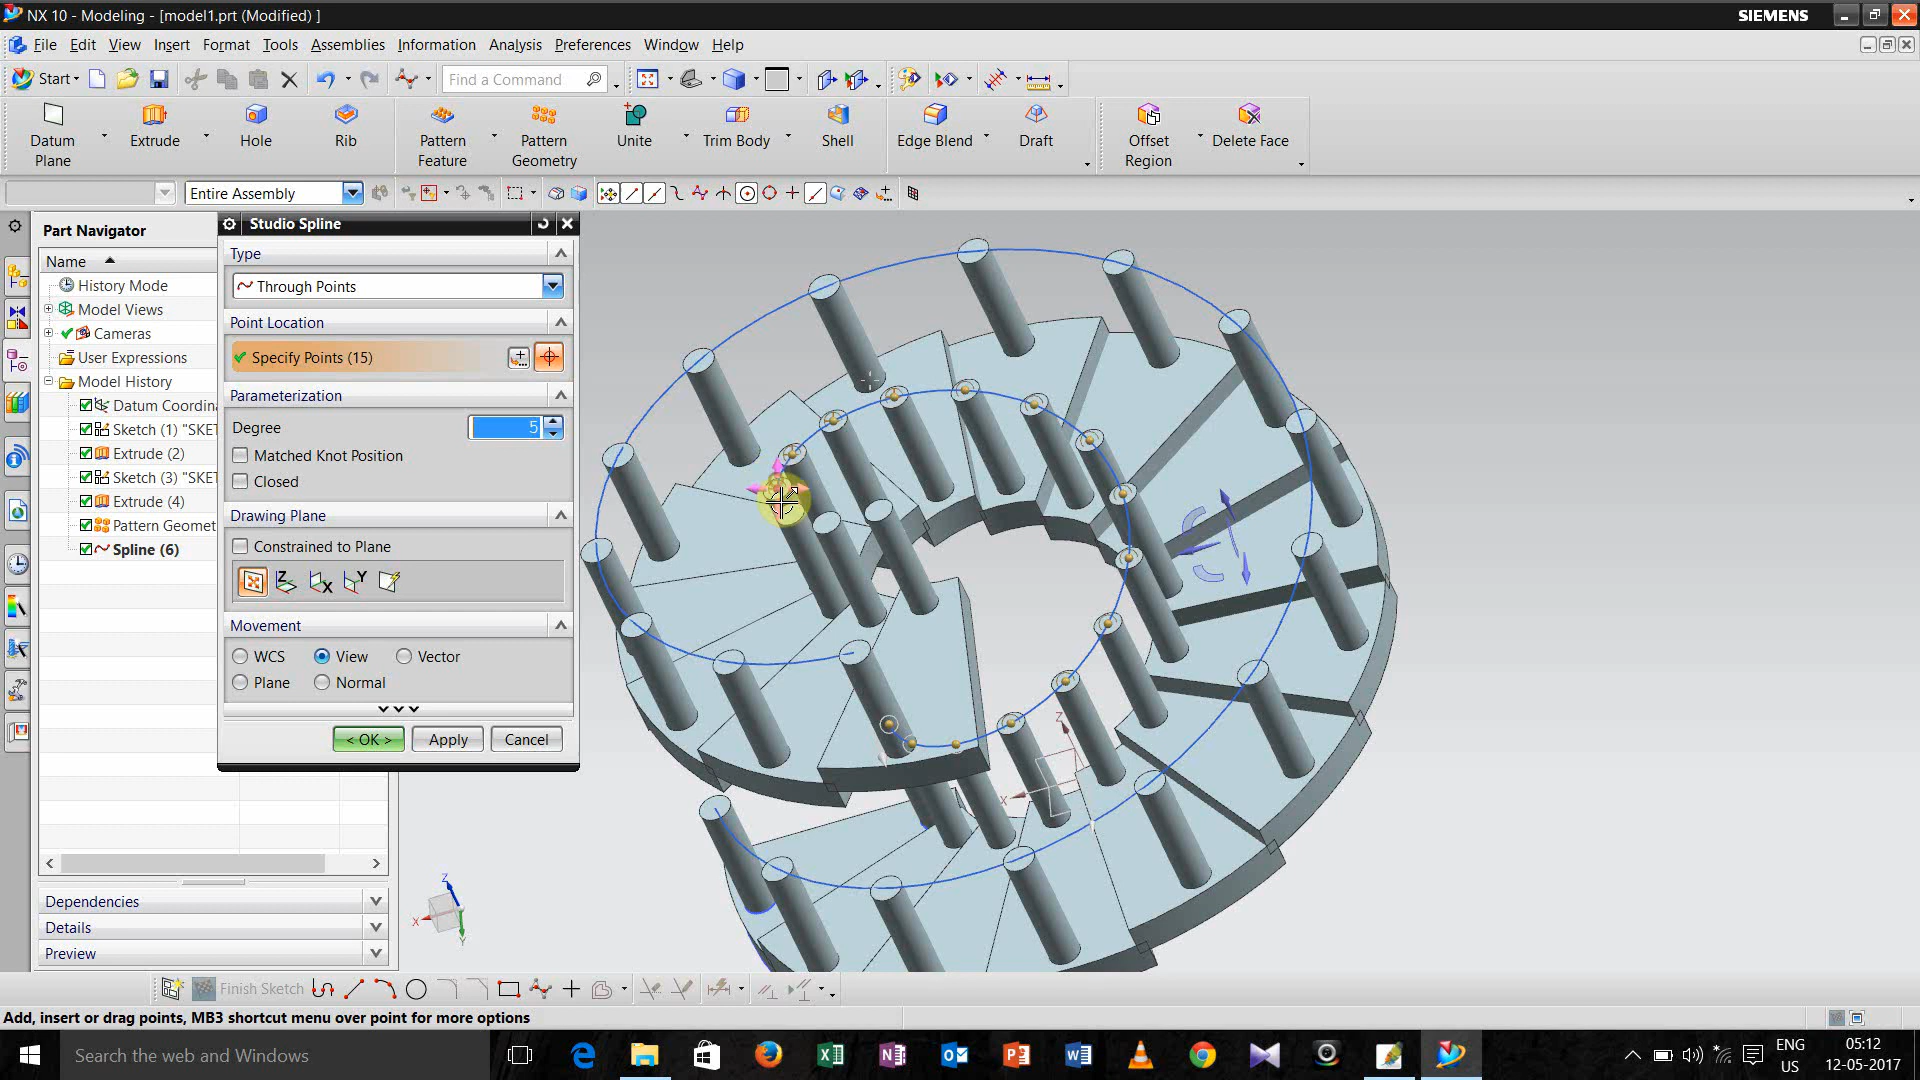 NX 10 - Modeling - [model1.prt (Modified) ]
SIEMENS
File Edit View Insert Format Tools Assemblies Information Analysis Preferences Window Help
Start
Find a Command
Datum Plane
Extrude
Hole
Rib
Pattern Feature
Pattern Geometry
Unite
Trim Body
Shell
Edge Blend
Draft
Offset Region
Delete Face
Entire Assembly
Part Navigator
Name
History Mode
Model Views
Cameras
User Expressions
Model History
Datum Coordina
Sketch (1) "SKET
Extrude (2)
Sketch (3) "SKET
Extrude (4)
Pattern Geomet
Spline (6)
Dependencies
Details
Preview
Studio Spline
Type
Through Points
Point Location
Specify Points (15)
Parameterization
Degree
5
Matched Knot Position
Closed
Drawing Plane
Constrained to Plane
Movement
WCS View Vector
Plane Normal
< OK > Apply Cancel
Z
X
Z
X
Y
Finish Sketch
Add, insert or drag points, MB3 shortcut menu over point for more options
Search the web and Windows
ENG
US
05:12
12-05-2017